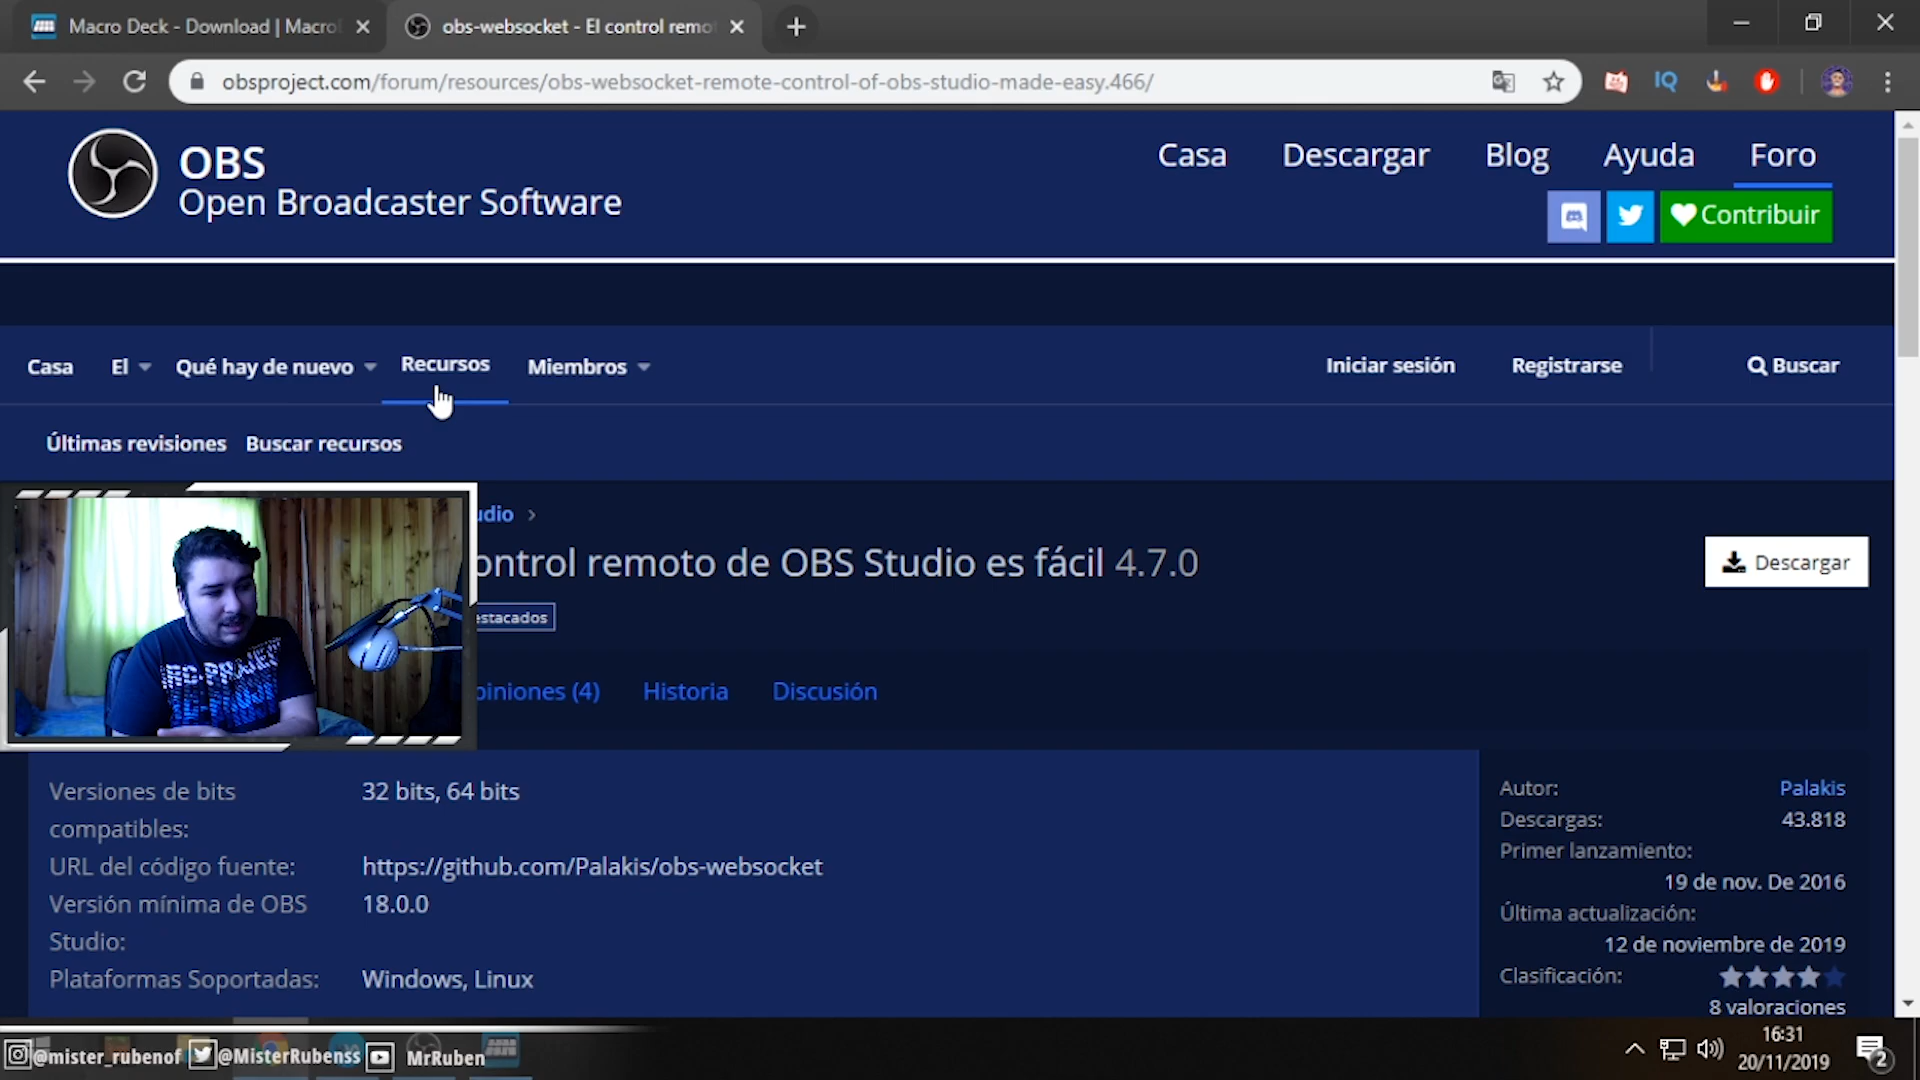 Macro Deck - Download | Macro
obs-websocket - El control remo
obsproject.com/forum/resources/obs-websocket-remote-control-of-obs-studio-made-easy.466/
IQ
OBS
Open Broadcaster Software
Casa
Descargar
Blog
Ayuda
Foro
Contribuir
Casa
El
Qué hay de nuevo
Recursos
Miembros
Iniciar sesión
Registrarse
Buscar
Últimas revisiones
Buscar recursos
udio
ontrol remoto de OBS Studio es fácil 4.7.0
Descargar
estacados
piniones (4)
Historia
Discusión
Versiones de bits compatibles:
32 bits, 64 bits
URL del código fuente:
https://github.com/Palakis/obs-websocket
Versión mínima de OBS Studio:
18.0.0
Plataformas Soportadas:
Windows, Linux
Autor:
Palakis
Descargas:
43.818
Primer lanzamiento:
19 de nov. De 2016
Última actualización:
12 de noviembre de 2019
Clasificación:
8 valoraciones
@mister_rubenof
@MisterRubenss
MrRuben
16:31
20/11/2019
2